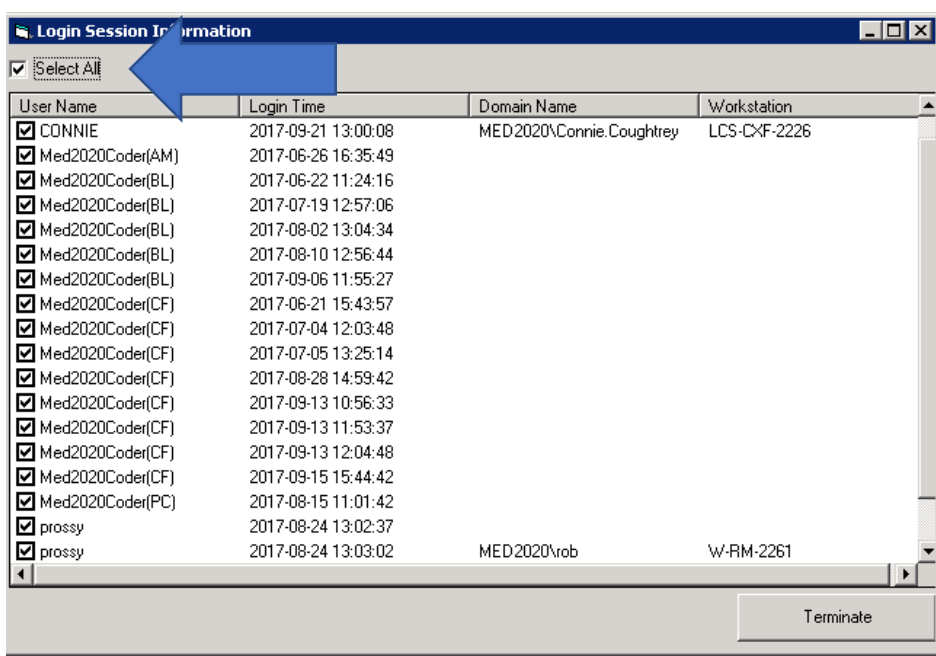 Login Session Information
Select All
User Name Login Time Domain Name Workstation
CONNIE 2017-09-21 13:00:08 MED2020\Connie.Coughtrey LCS-CXF-2226
Med2020Coder(AM) 2017-06-26 16:35:49
Med2020Coder(BL) 2017-06-22 11:24:16
Med2020Coder(BL) 2017-07-19 12:57:06
Med2020Coder(BL) 2017-08-02 13:04:34
Med2020Coder(BL) 2017-08-10 12:56:44
Med2020Coder(BL) 2017-09-06 11:55:27
Med2020Coder(CF) 2017-06-21 15:43:57
Med2020Coder(CF) 2017-07-04 12:03:48
Med2020Coder(CF) 2017-07-05 13:25:14
Med2020Coder(CF) 2017-08-28 14:59:42
Med2020Coder(CF) 2017-09-13 10:56:33
Med2020Coder(CF) 2017-09-13 11:53:37
Med2020Coder(CF) 2017-09-13 12:04:48
Med2020Coder(CF) 2017-09-15 15:44:42
Med2020Coder(PC) 2017-08-15 11:01:42
prossy 2017-08-24 13:02:37
prossy 2017-08-24 13:03:02 MED2020\rob W-RM-2261
Terminate